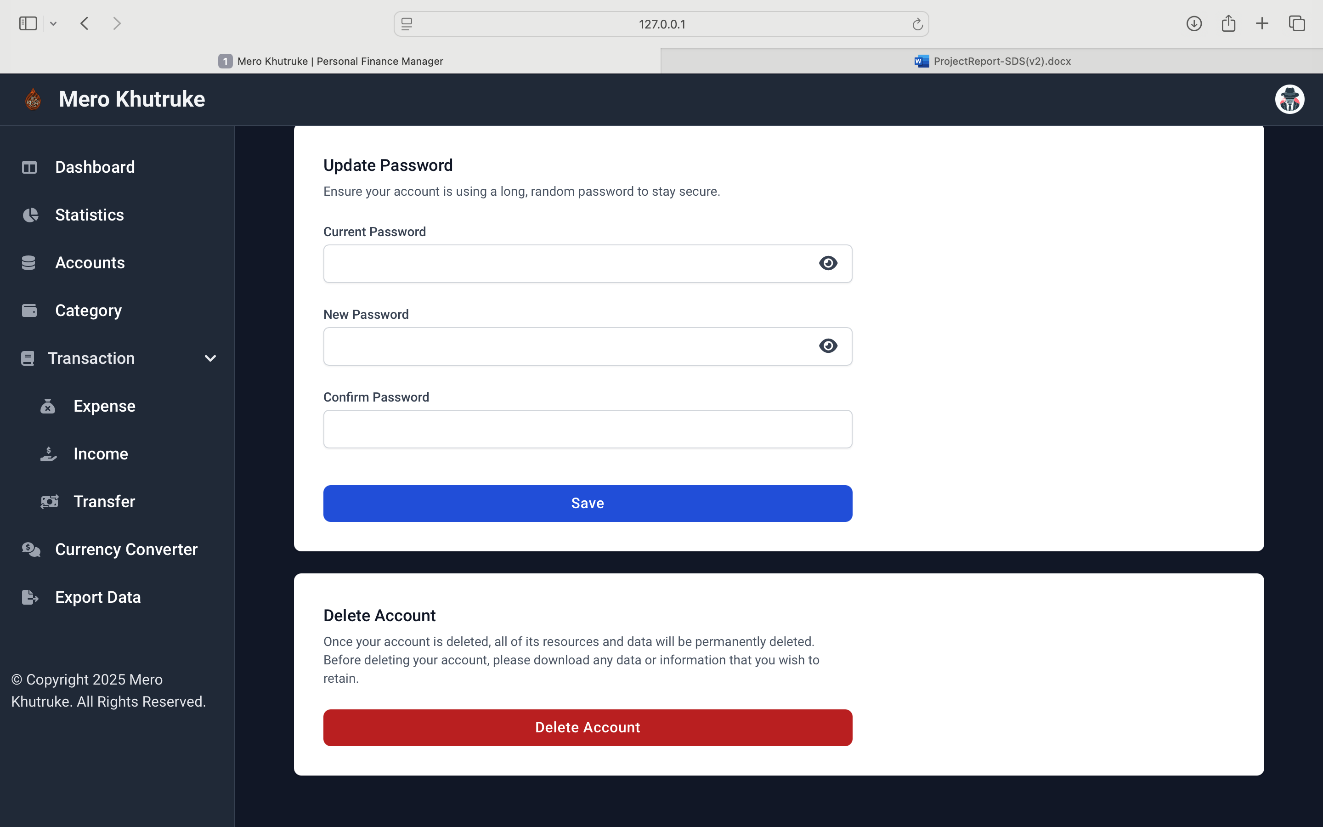 127.0.0.1
1 Mero Khutruke | Personal Finance Manager
ProjectReport-SDS(v2).docx
Mero Khutruke
Dashboard
Statistics
Accounts
Category
Transaction
Expense
Income
Transfer
Currency Converter
Export Data
© Copyright 2025 Mero
Khutruke. All Rights Reserved.
Update Password
Ensure your account is using a long, random password to stay secure.
Current Password
New Password
Confirm Password
Save
Delete Account
Once your account is deleted, all of its resources and data will be permanently deleted.
Before deleting your account, please download any data or information that you wish to
retain.
Delete Account